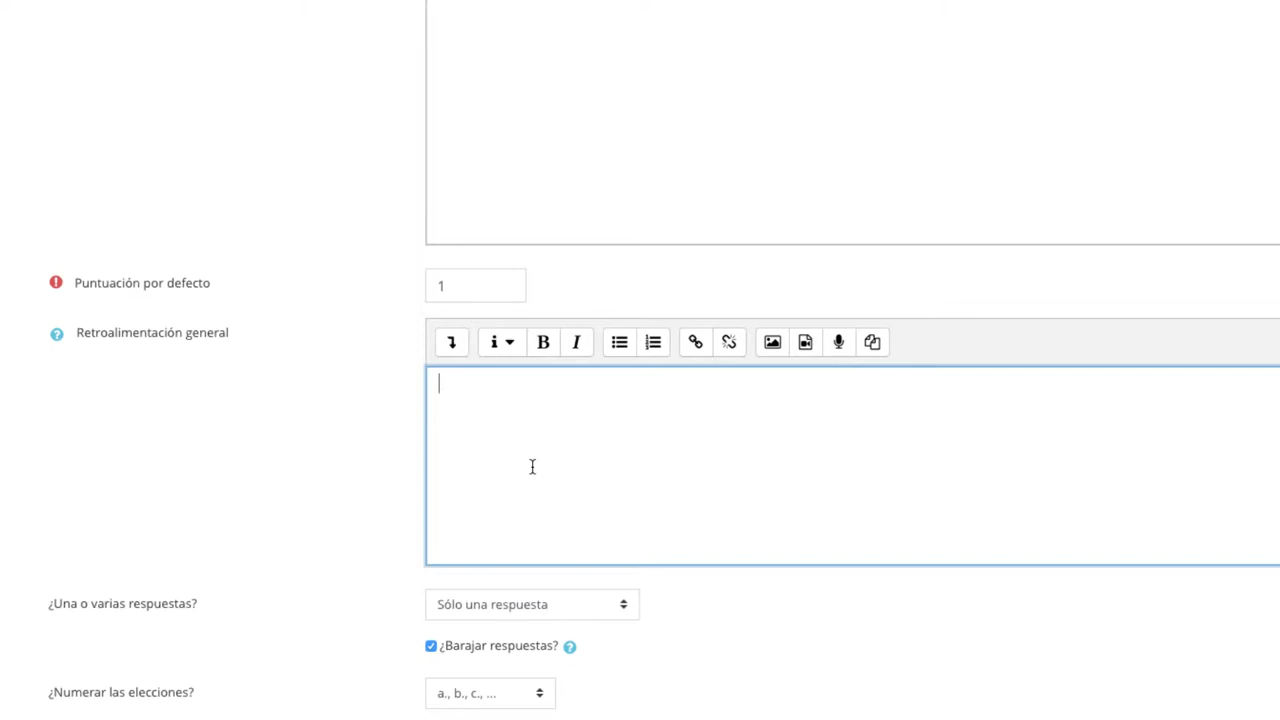 Puntuación por defecto
1
Retroalimentación general
¿Una o varias respuestas?
Sólo una respuesta
¿Barajar respuestas?
¿Numerar las elecciones?
a., b., c., ...